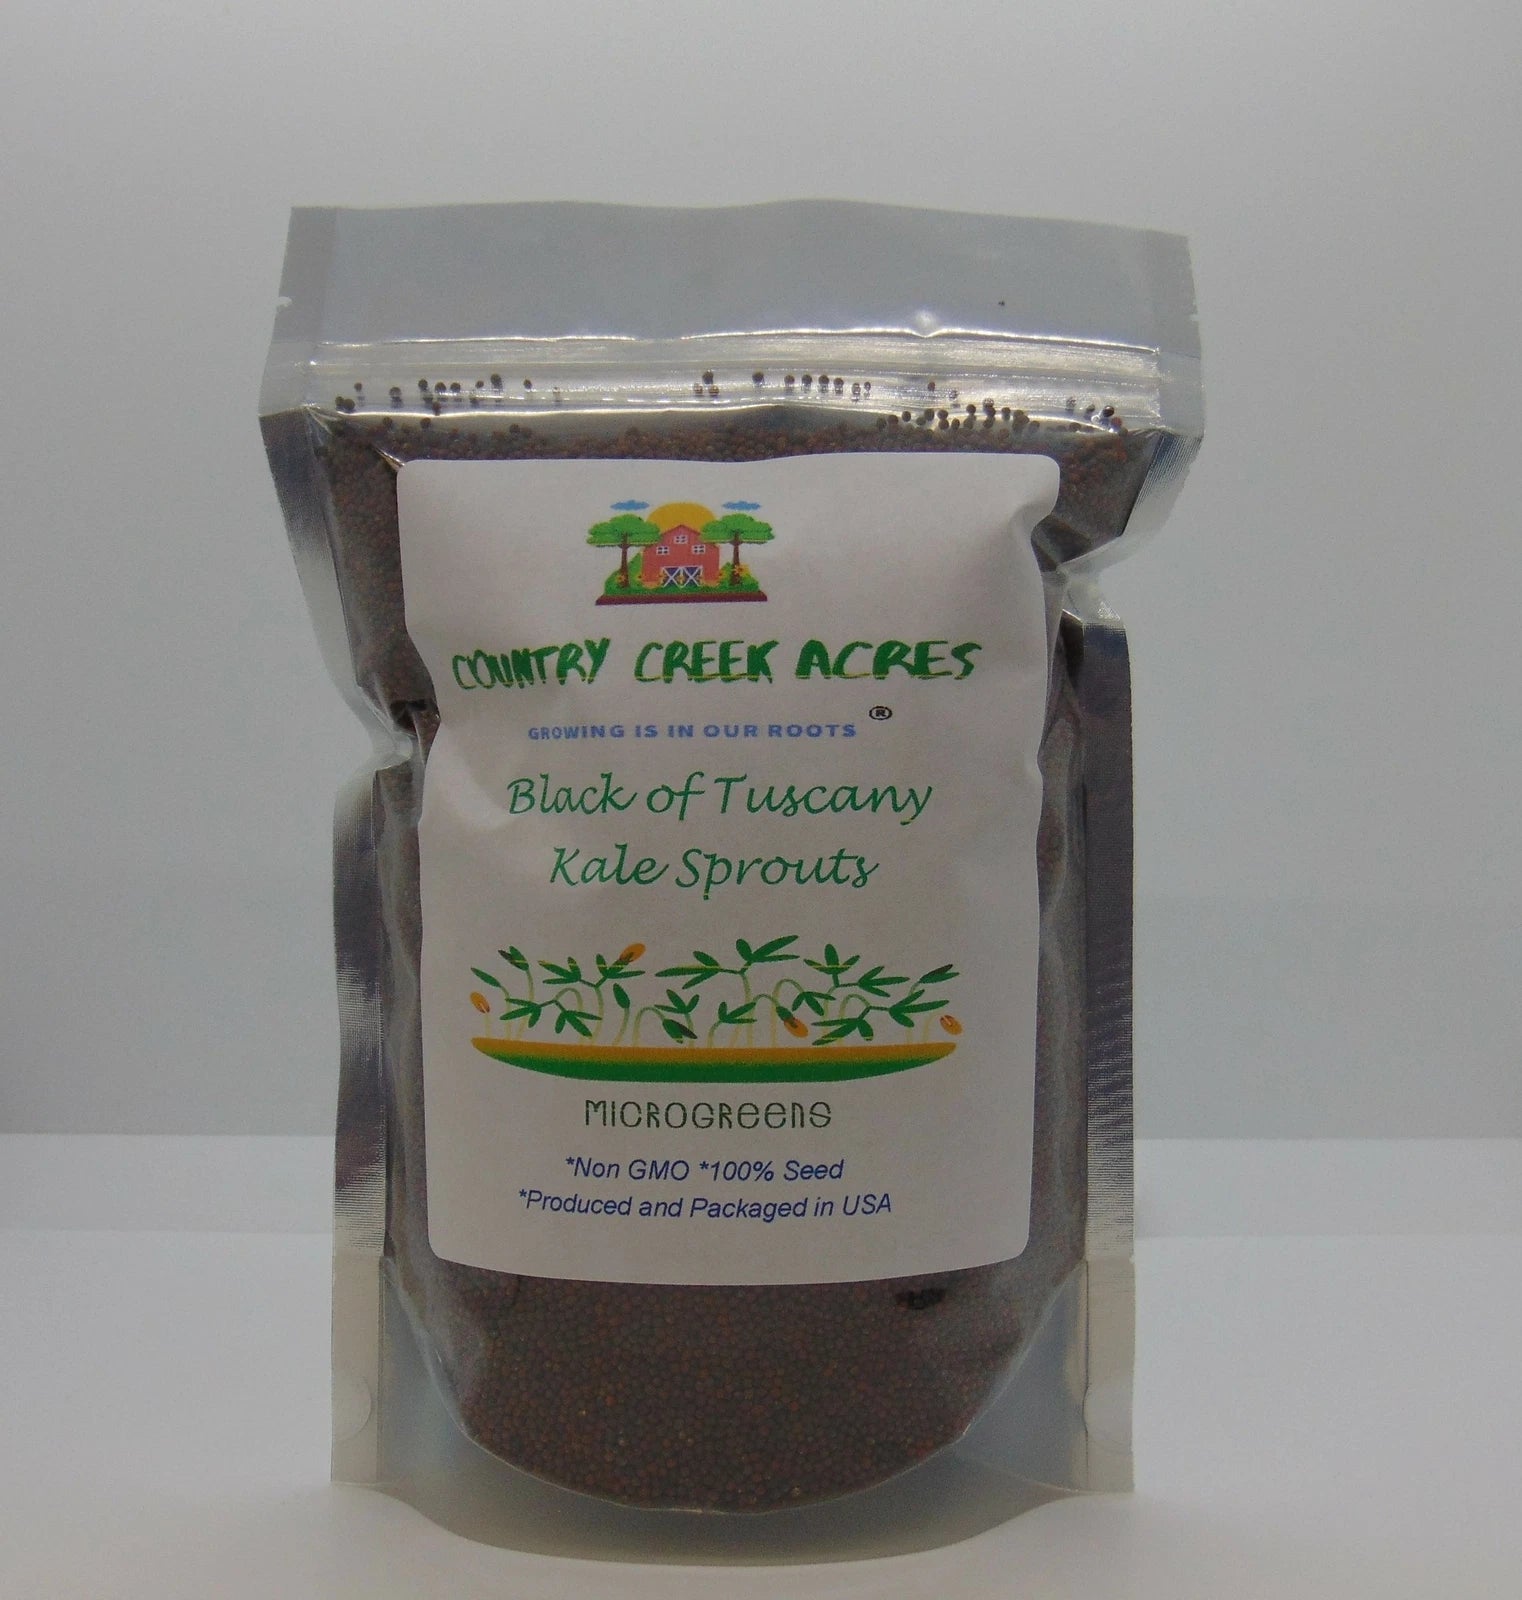 COUNTRY CREEK ACRES
GROWING IS IN OUR ROOTS ®
Black of Tuscany
Kale Sprouts
MICROGREENS
*Non GMO *100% Seed
*Produced and Packaged in USA